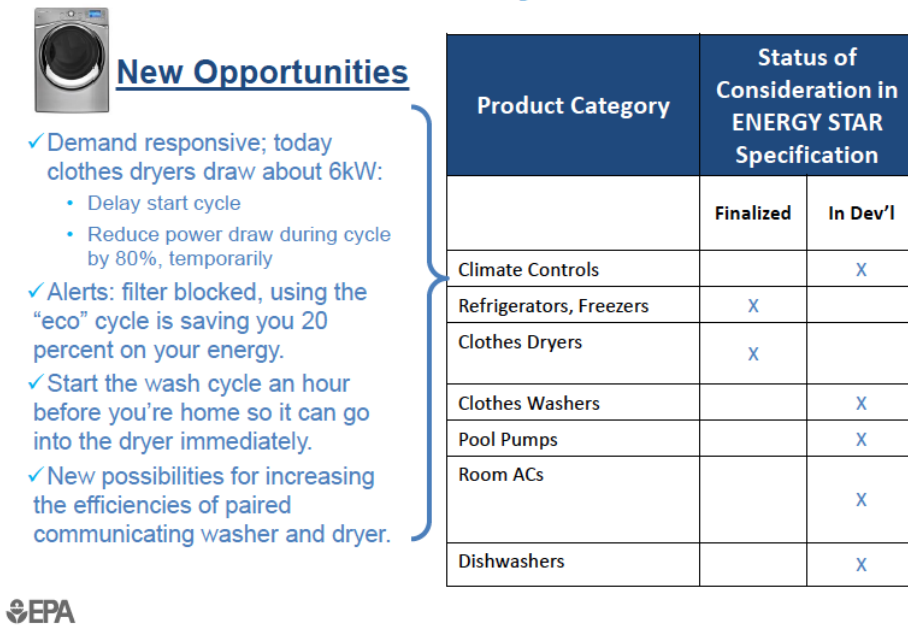 New Opportunities
✓Demand responsive; today
clothes dryers draw about 6kW:
• Delay start cycle
• Reduce power draw during cycle
by 80%, temporarily
✓Alerts: filter blocked, using the
“eco” cycle is saving you 20
percent on your energy.
✓Start the wash cycle an hour
before you’re home so it can go
into the dryer immediately.
✓New possibilities for increasing
the efficiencies of paired
communicating washer and dryer.
Product Category
Status of
Consideration in
ENERGY STAR
Specification
Finalized In Dev’l
Climate Controls X
Refrigerators, Freezers X
Clothes Dryers X
Clothes Washers X
Pool Pumps X
Room ACs X
Dishwashers X
EPA